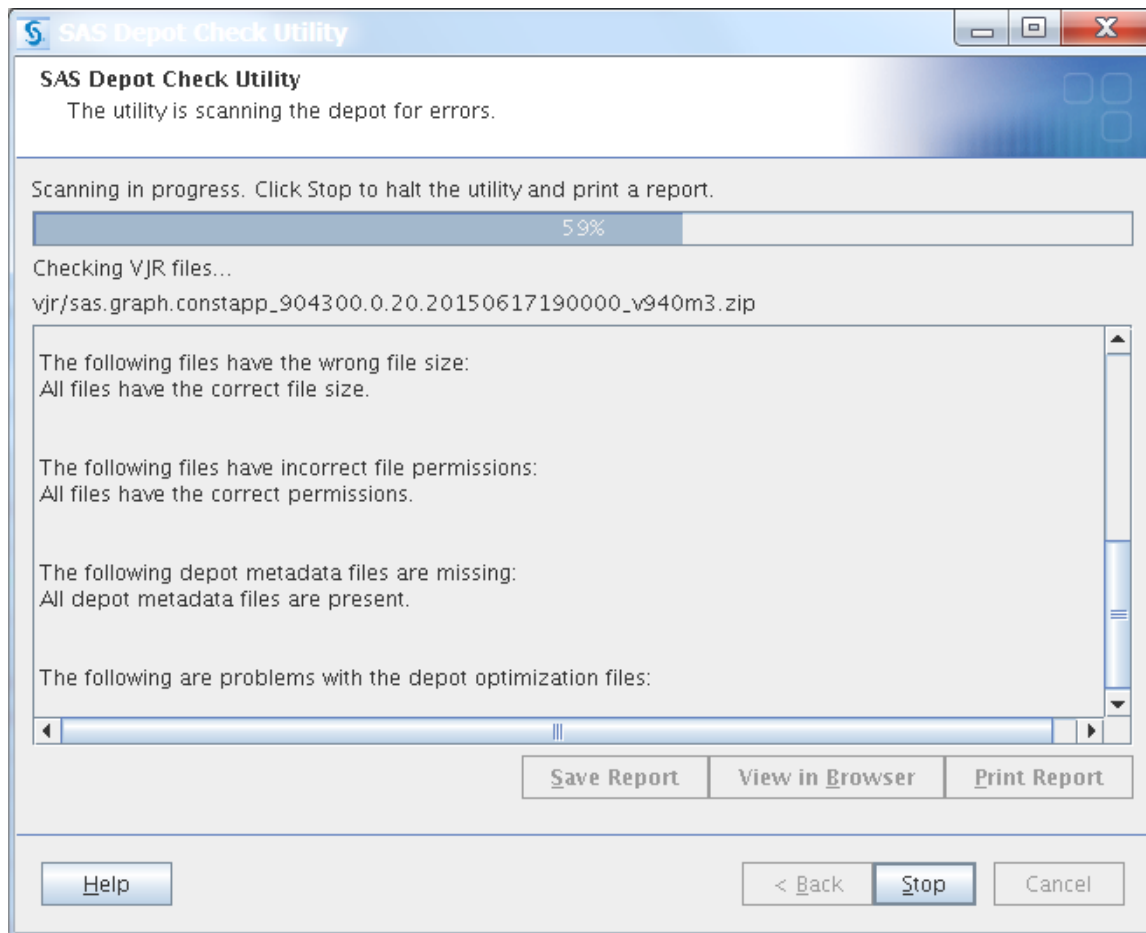 SAS Depot Check Utility
SAS Depot Check Utility
The utility is scanning the depot for errors.
Scanning in progress. Click Stop to halt the utility and print a report.
59%
Checking VJR files...
vjr/sas.graph.constapp_904300.0.20.20150617190000_v940m3.zip
The following files have the wrong file size:
All files have the correct file size.
The following files have incorrect file permissions:
All files have the correct permissions.
The following depot metadata files are missing:
All depot metadata files are present.
The following are problems with the depot optimization files:
Save Report View in Browser Print Report
Help < Back Stop Cancel